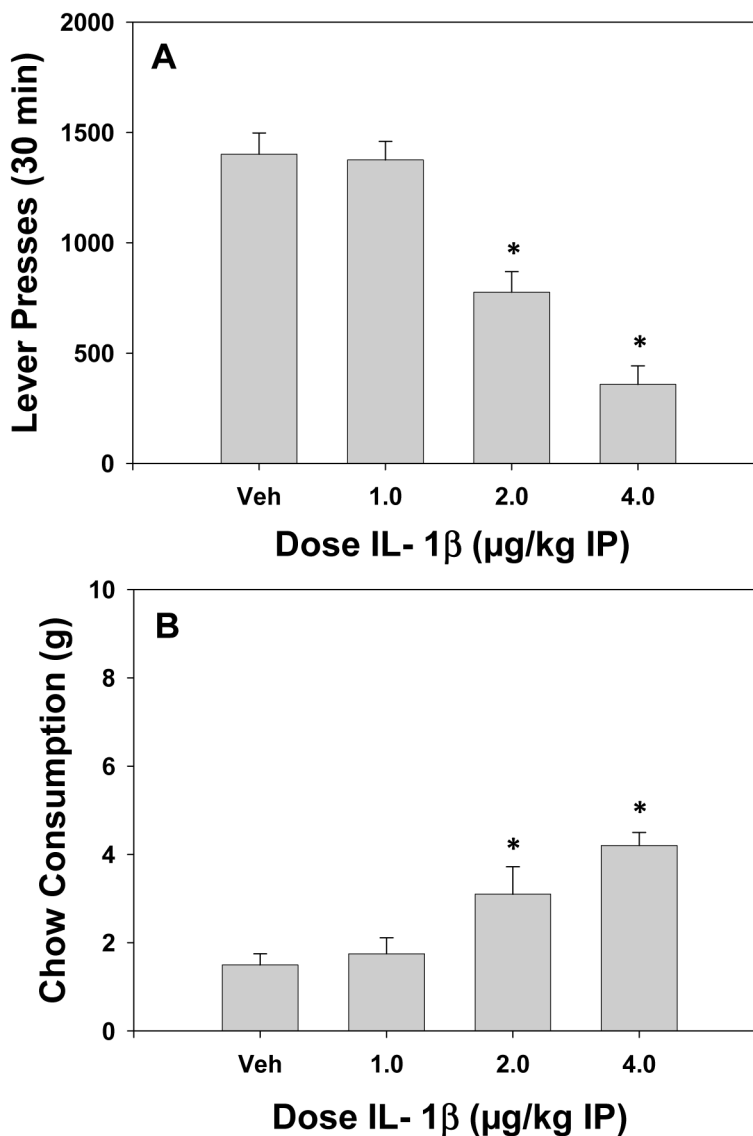 A
Lever Presses (30 min)
2000
1500
1000
500
0
*
*
Veh 1.0 2.0 4.0
Dose IL- 1β (µg/kg IP)
B
Chow Consumption (g)
10
8
6
4
2
0
*
*
Veh 1.0 2.0 4.0
Dose IL- 1β (µg/kg IP)